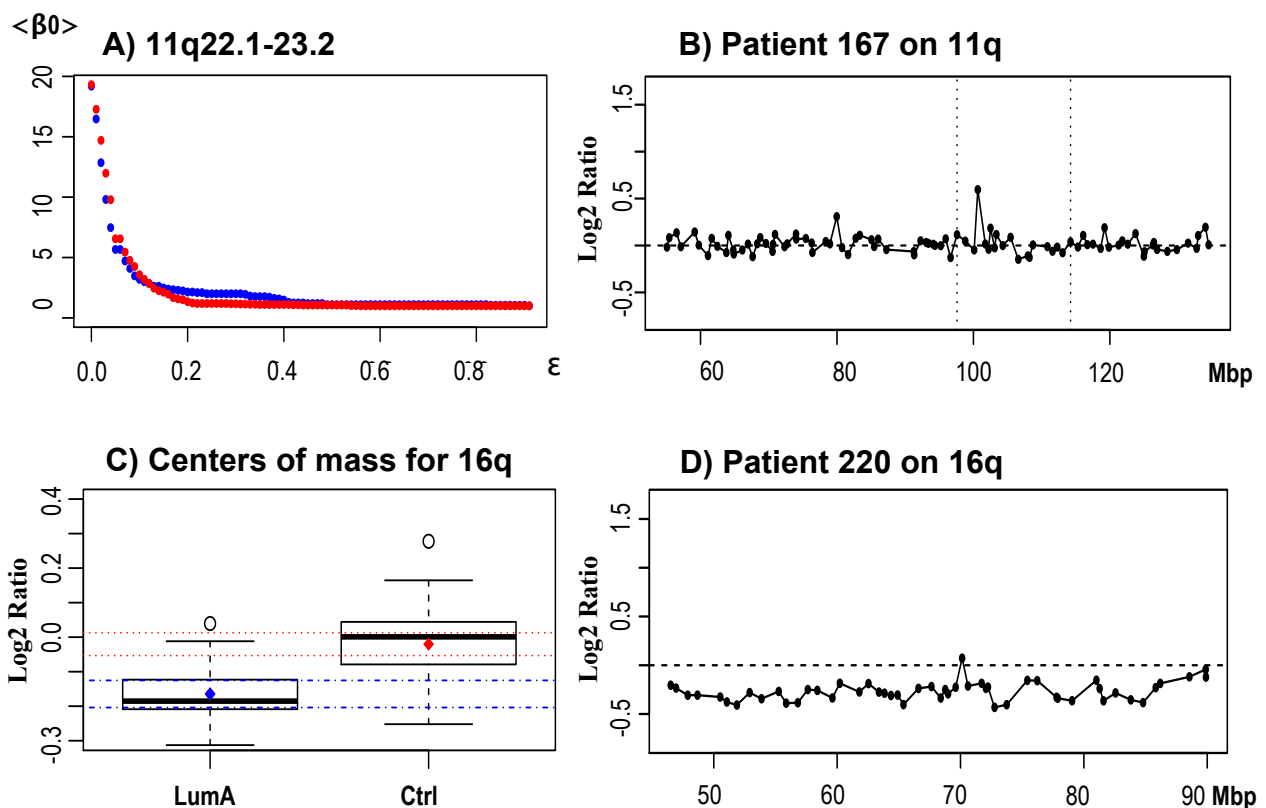 <β0>
A) 11q22.1-23.2
20
15
10
5
0
0.0 0.2 0.4 0.6 0.8 ε
B) Patient 167 on 11q
Log2 Ratio
1.5
0.5
-0.5
60 80 100 120 Mbp
C) Centers of mass for 16q
Log2 Ratio
0.4
0.2
0.0
-0.3
LumA Ctrl
D) Patient 220 on 16q
Log2 Ratio
1.5
0.5
-0.5
50 60 70 80 90 Mbp